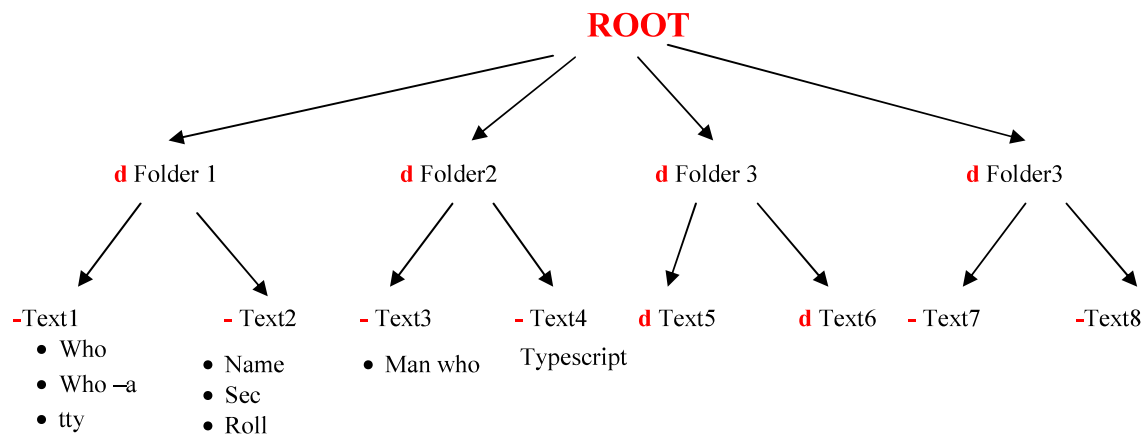 ROOT
d Folder 1
d Folder2
d Folder 3
d Folder3
-Text1
- Text2
- Text3
- Text4
d Text5
d Text6
- Text7
-Text8
• Who
• Who –a
• tty
• Name
• Sec
• Roll
• Man who
Typescript